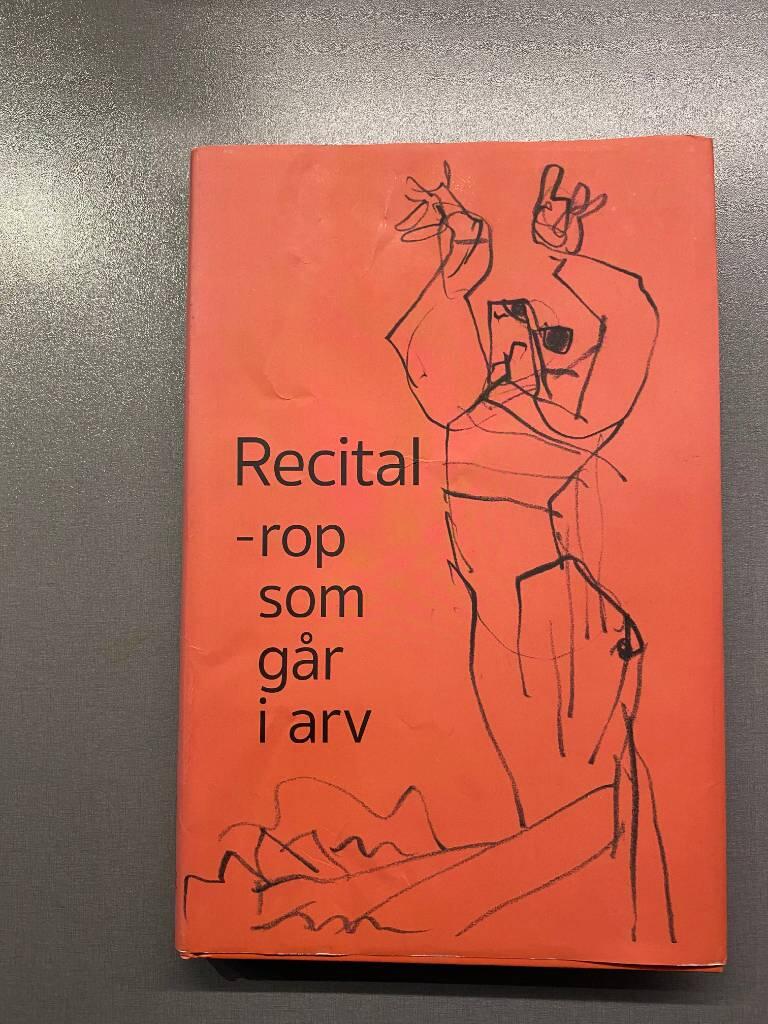 Recital
-rop
som
går
i arv